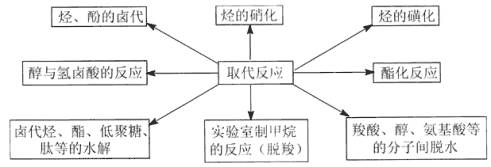 烃、酚的卤代
烃的硝化
烃的磺化
醇与氢卤酸的反应
取代反应
酯化反应
卤代烃、酯、低聚糖、
肽等的水解
实验室制甲烷
的反应（脱羧）
羧酸、醇、氨基酸等
的分子间脱水